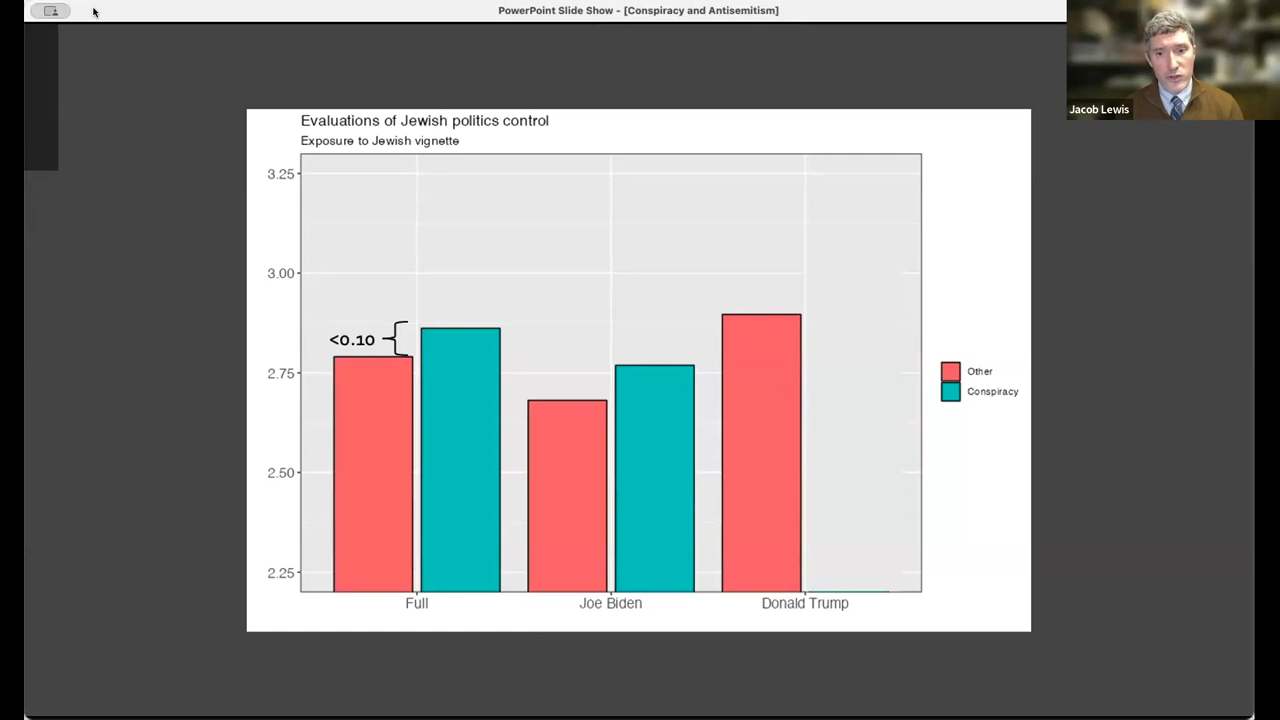 PowerPoint Slide Show - [Conspiracy and Antisemitism]
Jacob Lewis
Evaluations of Jewish politics control
Exposure to Jewish vignette
3.25
3.00
<0.10
2.75
Other
Conspiracy
2.50
2.25
Full
Joe Biden
Donald Trump